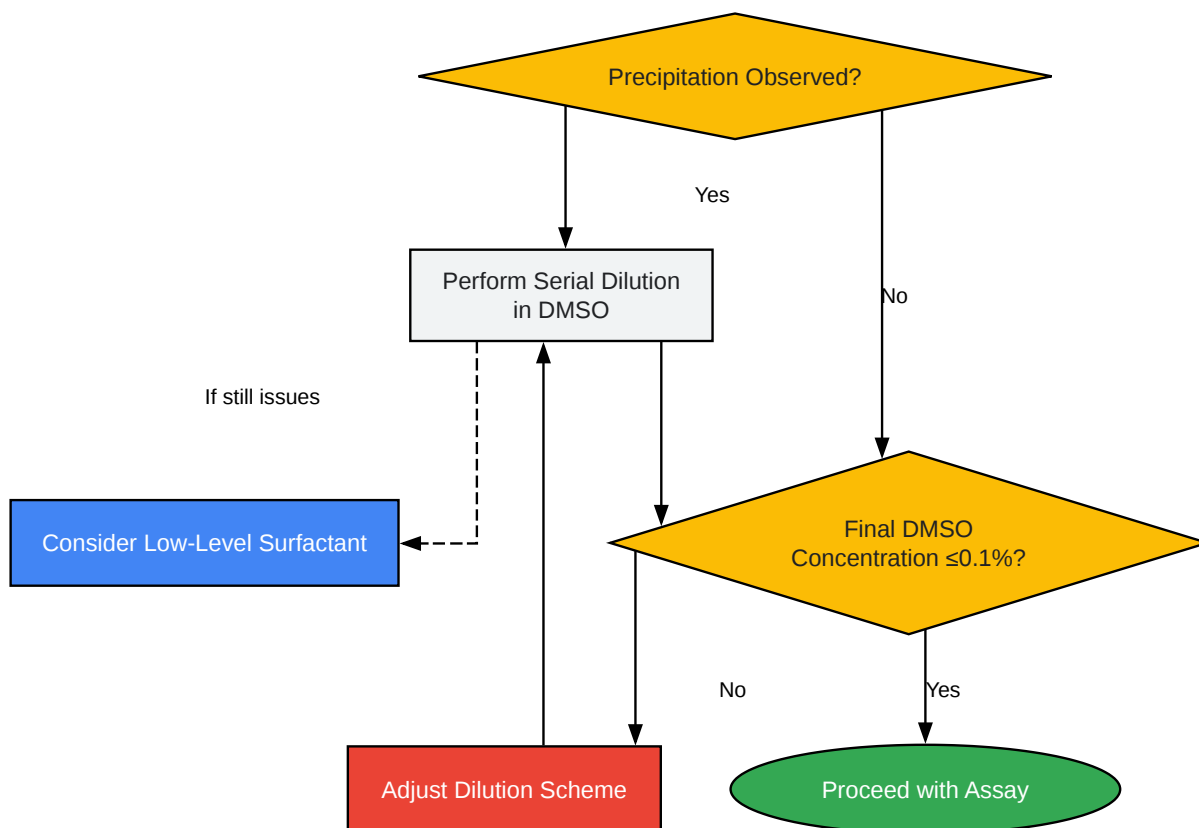 Precipitation Observed?
Yes
Perform Serial Dilution
in DMSO
No
If still issues
Consider Low-Level Surfactant
Final DMSO
Concentration ≤0.1%?
No
Yes
Adjust Dilution Scheme
Proceed with Assay